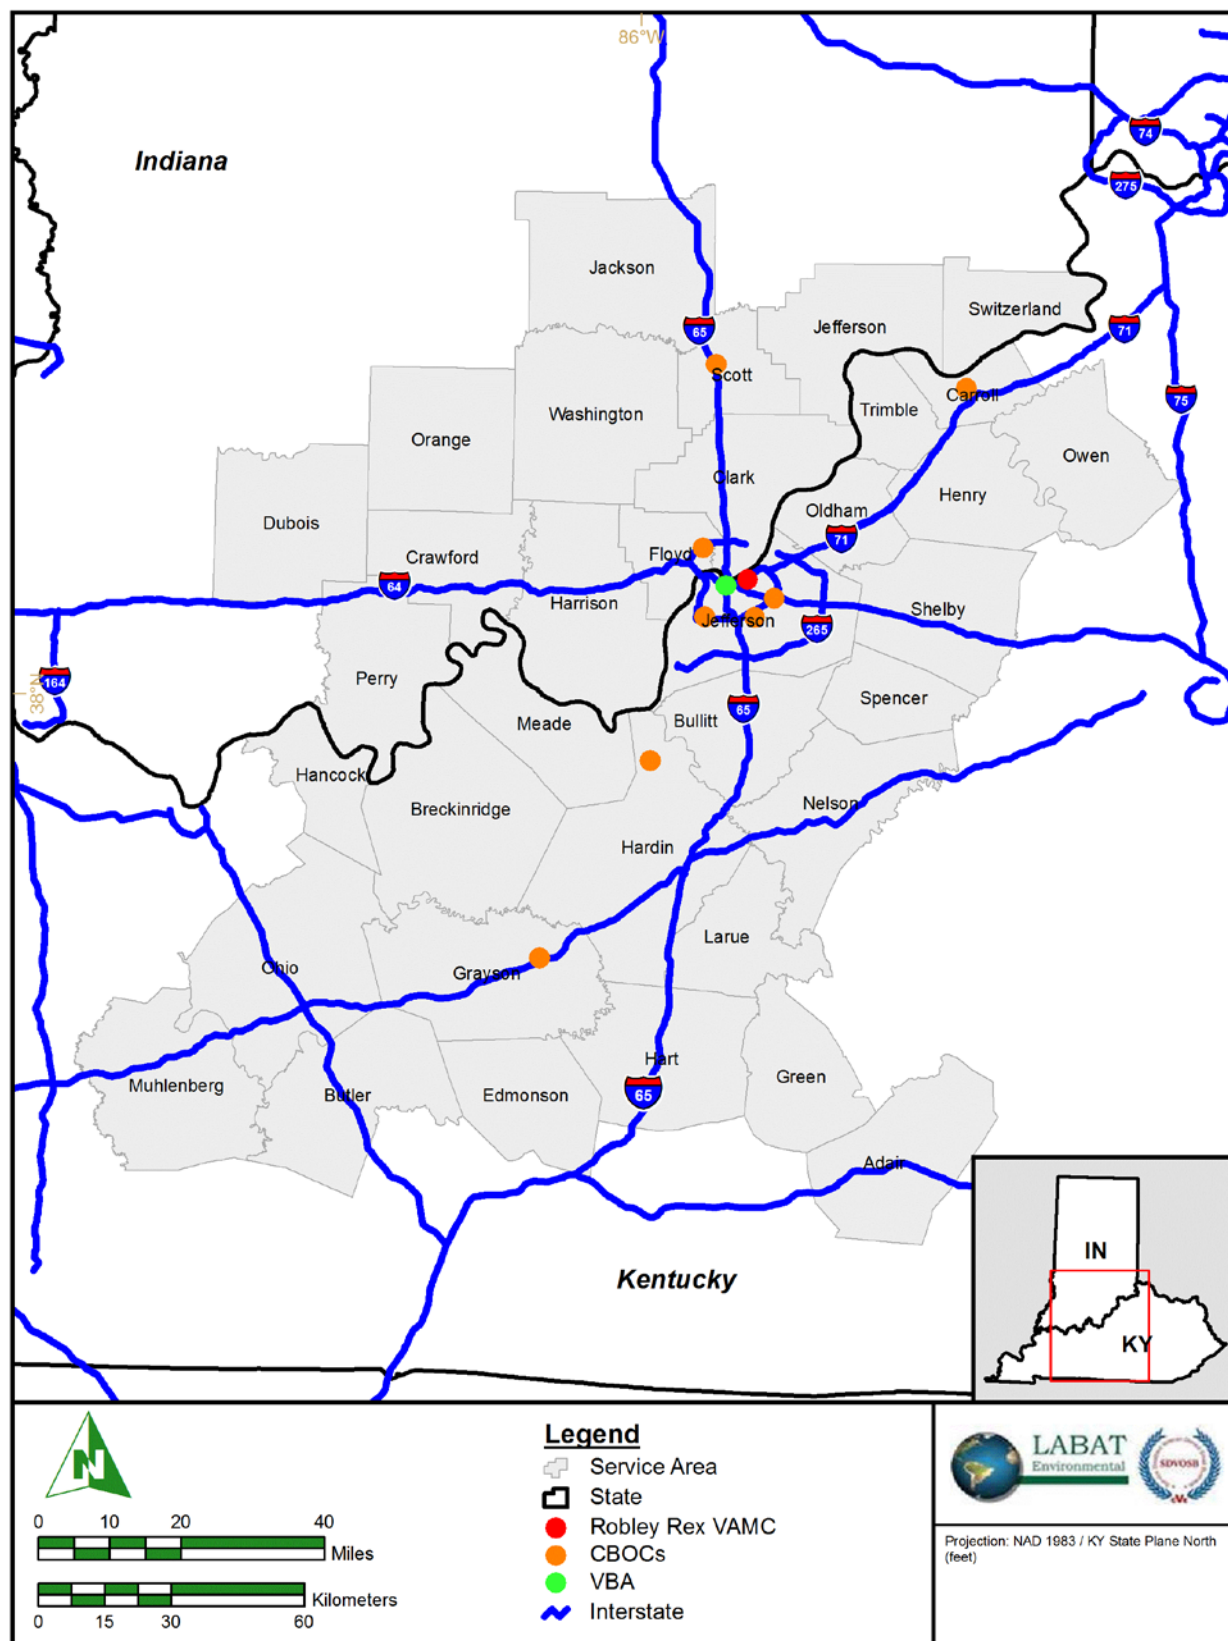 86°W
Indiana
74
275
Jackson
Switzerland
65
Jefferson
71
Scott
Carroll
75
Trimble
Washington
Orange
Owen
Clark
Henry
Oldham
Dubois
71
Floyd
Crawford
64
Harrison
Shelby
Jefferson
265
164
38°N
Perry
Spencer
65
Meade
Bullitt
Hancock
Breckinridge
Nelson
Hardin
Larue
Ohio
Grayson
Hart
Green
Muhlenberg
Butler
Edmonson
65
Adair
IN
Kentucky
KY
N
0 10 20 40
Miles
Kilometers
0 15 30 60
Legend
Service Area
State
Robley Rex VAMC
CBOCs
VBA
Interstate
LABAT
Environmental
SDVOSB
Projection: NAD 1983 / KY State Plane North
(feet)